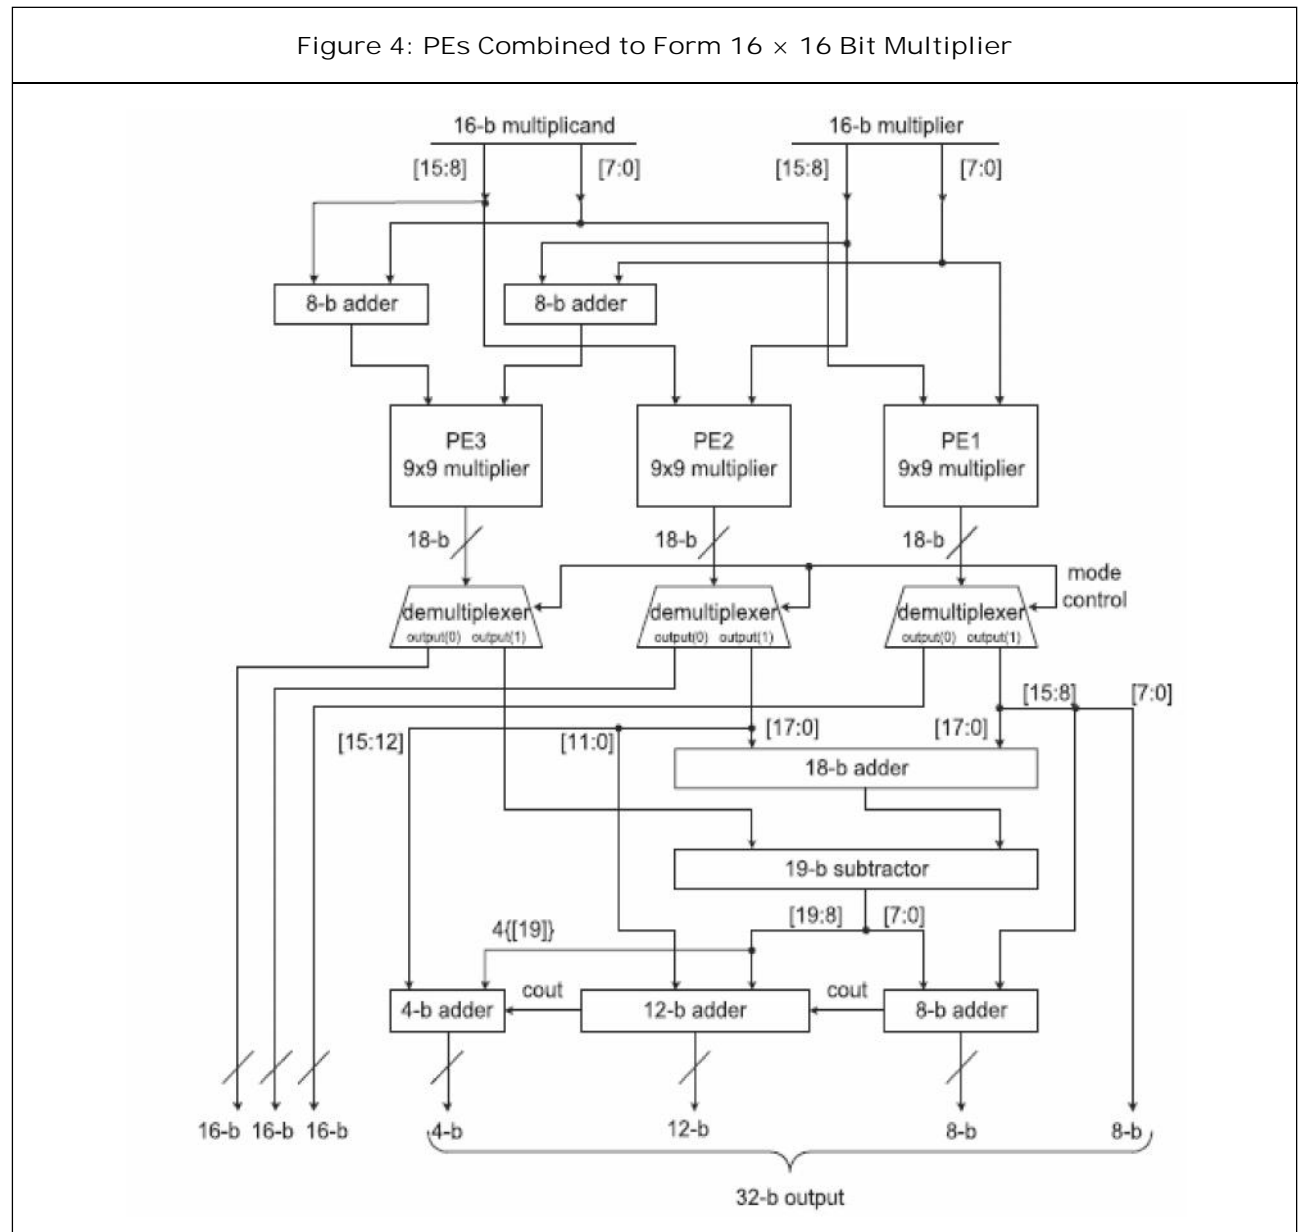 Figure 4: PEs Combined to Form 16 × 16 Bit Multiplier
16-b multiplicand 16-b multiplier
[15:8] [7:0] [15:8] [7:0]
8-b adder 8-b adder
PE3 PE2 PE1
9x9 multiplier 9x9 multiplier 9x9 multiplier
18-b 18-b 18-b
mode
control
demultiplexer demultiplexer demultiplexer
output(0) output(1) output(0) output(1) output(0) output(1)
[15:8] [7:0]
[15:12] [11:0] [17:0] [17:0]
18-b adder
19-b subtractor
[19:8] [7:0]
4{[19]}
cout cout
4-b adder 12-b adder 8-b adder
16-b 16-b 16-b 4-b 12-b 8-b 8-b
32-b output